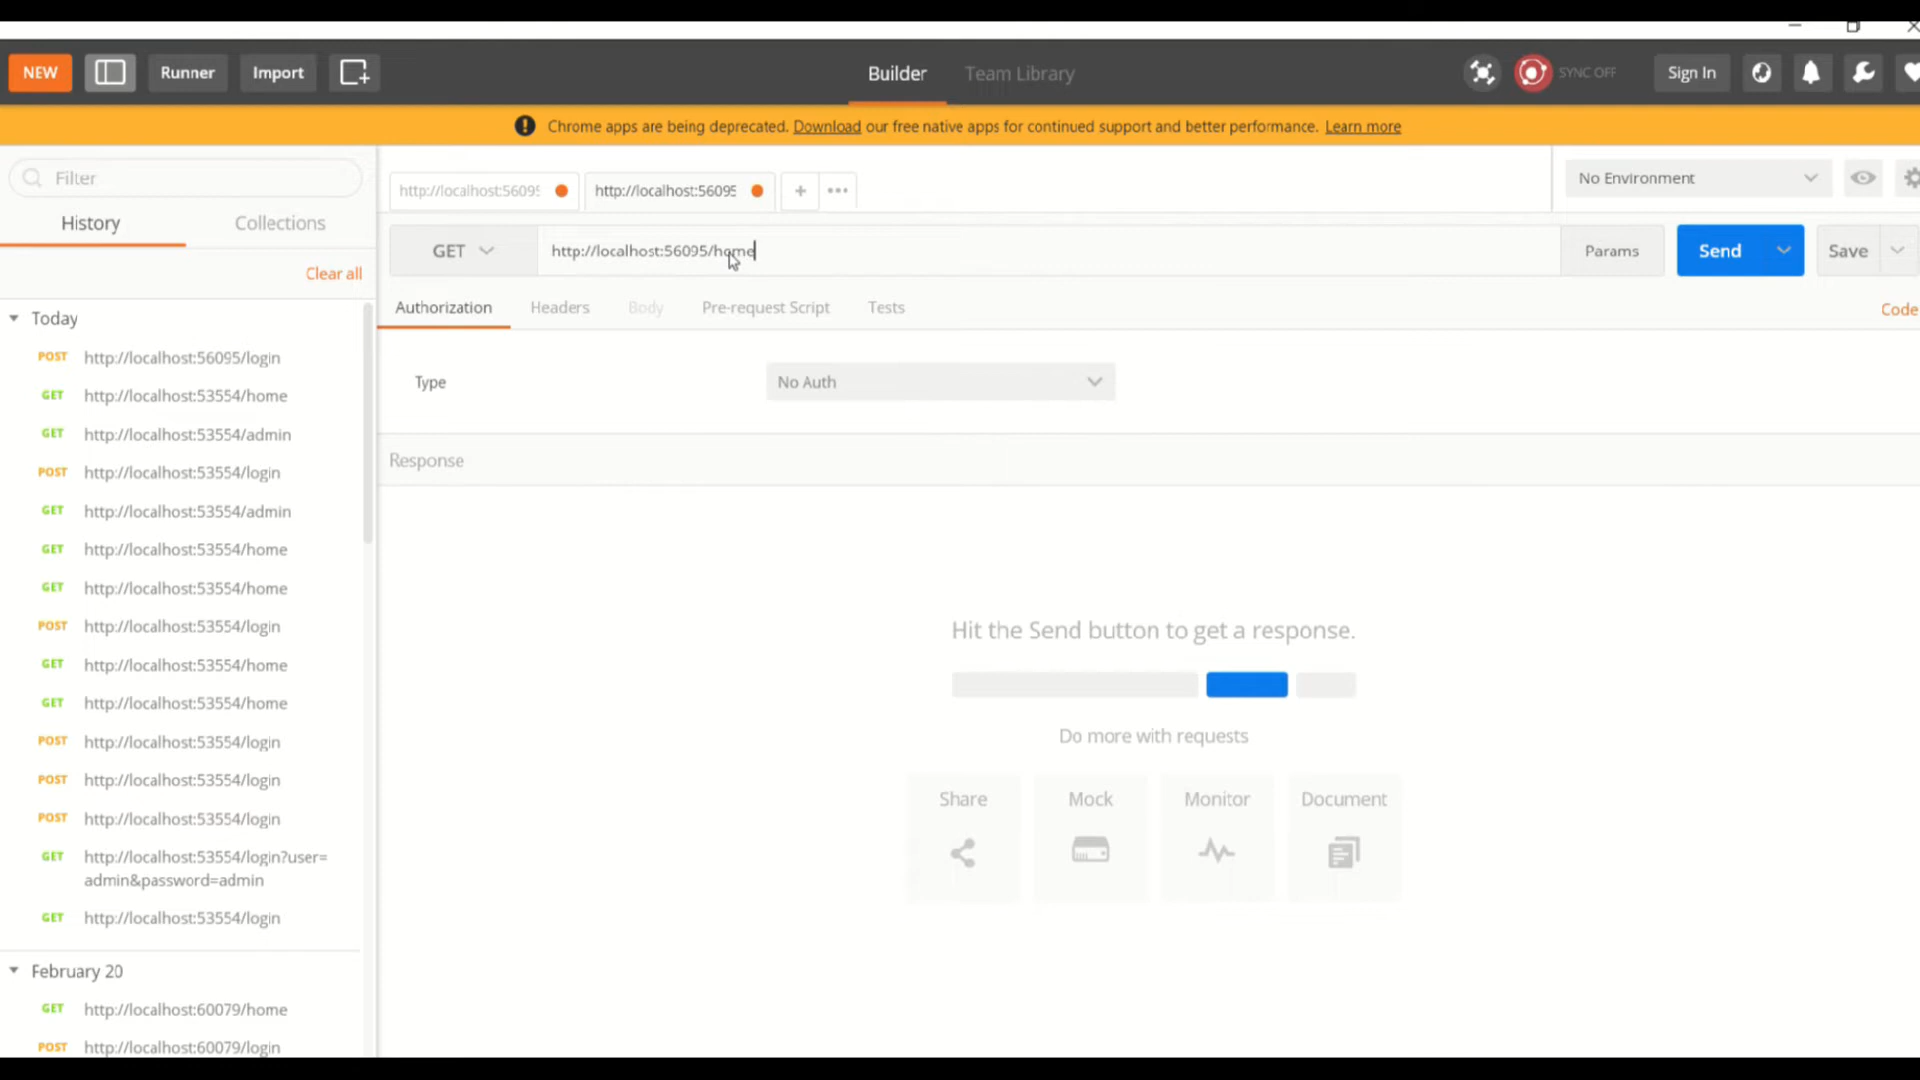 NEW
Runner
Import
Builder
Team Library
SYNC OFF
Sign In
Chrome apps are being deprecated. Download our free native apps for continued support and better performance. Learn more
Filter
History
Collections
Clear all
Today
POST http://localhost:56095/login
GET http://localhost:53554/home
GET http://localhost:53554/admin
POST http://localhost:53554/login
GET http://localhost:53554/admin
GET http://localhost:53554/home
GET http://localhost:53554/home
POST http://localhost:53554/login
GET http://localhost:53554/home
GET http://localhost:53554/home
POST http://localhost:53554/login
POST http://localhost:53554/login
POST http://localhost:53554/login
GET http://localhost:53554/login?user=
admin&password=admin
GET http://localhost:53554/login
February 20
GET http://localhost:60079/home
POST http://localhost:60079/login
http://localhost:56095
http://localhost:56095
+
No Environment
GET
http://localhost:56095/home
Params
Send
Save
Authorization
Headers
Body
Pre-request Script
Tests
Code
Type
No Auth
Response
Hit the Send button to get a response.
Do more with requests
Share
Mock
Monitor
Document